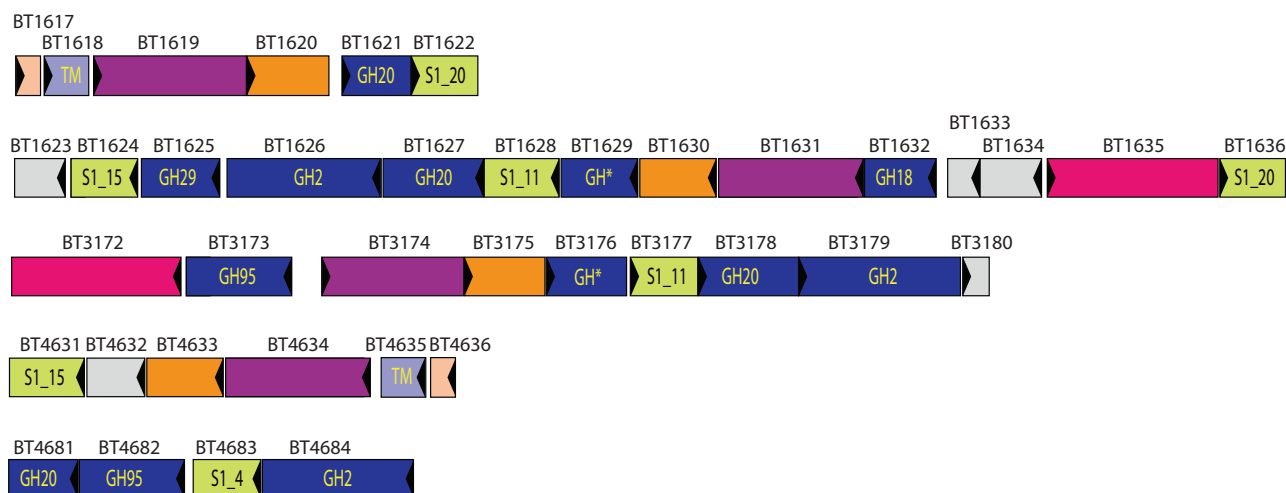 BT1617
BT1618 BT1619 BT1620 BT1621 BT1622
TM GH20 S1_20
BT1633
BT1623 BT1624 BT1625 BT1626 BT1627 BT1628 BT1629 BT1630 BT1631 BT1632 BT1634 BT1635 BT1636
S1_15 GH29 GH2 GH20 S1_11 GH* GH18 S1_20
BT3172 BT3173 BT3174 BT3175 BT3176 BT3177 BT3178 BT3179 BT3180
GH95 GH* S1_11 GH20 GH2
BT4631 BT4632 BT4633 BT4634 BT4635 BT4636
S1_15 TM
BT4681 BT4682 BT4683 BT4684
GH20 GH95 S1_4 GH2